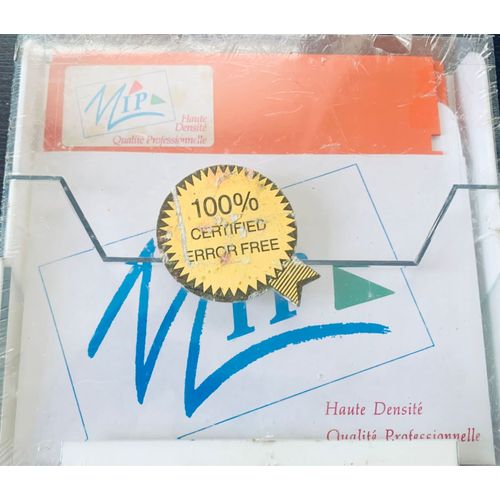 MIP
Haute
Densité
Qualité Professionnelle
100%
CERTIFIED
ERROR FREE
MIP
Haute Densité
Qualité Professionnelle